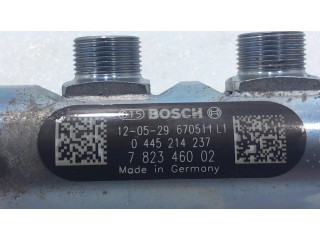 BOSCH
12-05-29 670511 L1
0 445 214 237
7 823 460 02
Made in Germany